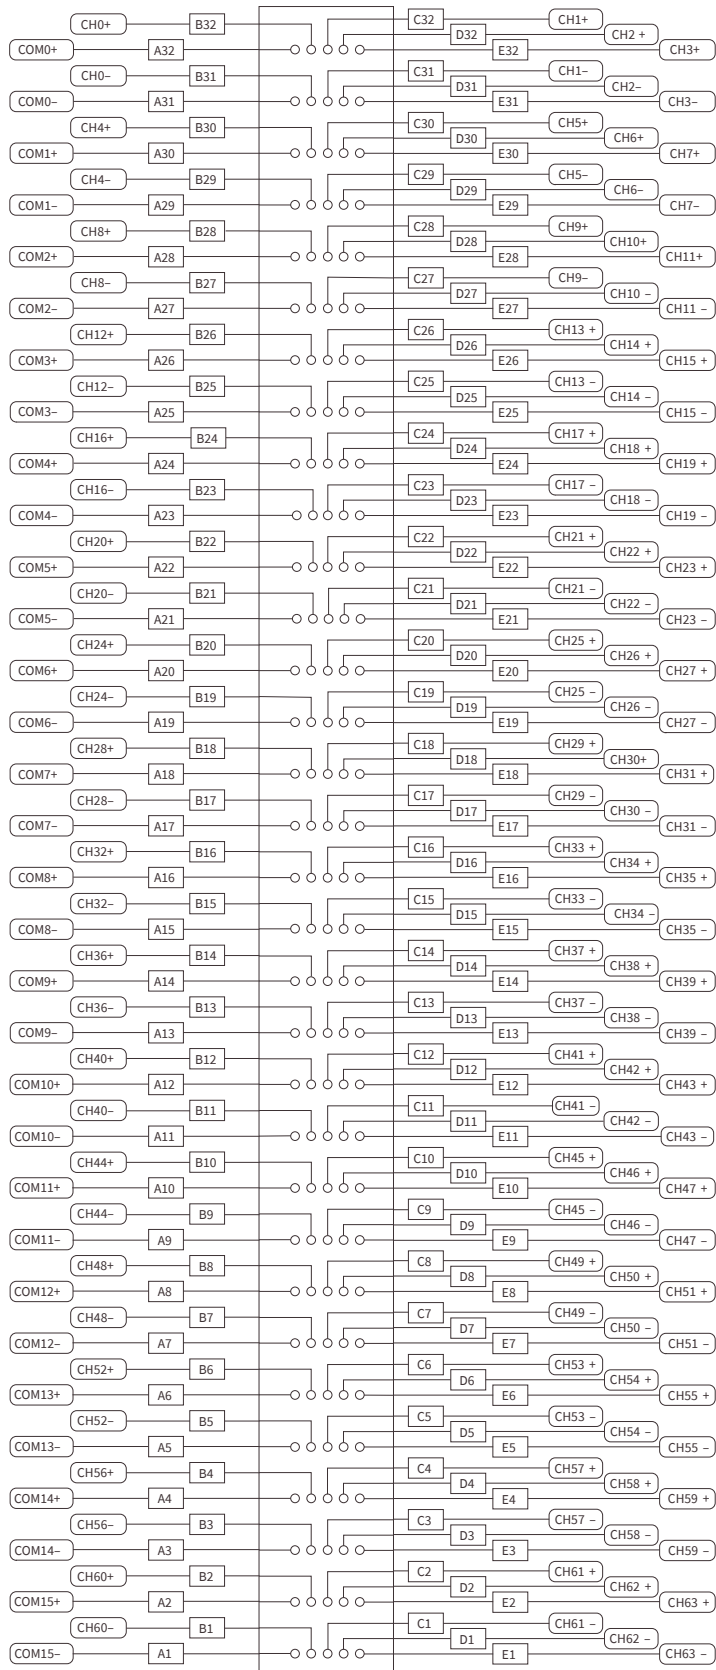 CH0+ B32 C32 CH1+
D32 CH2 +
COM0+ A32 E32 CH3+
CH0– B31 C31 CH1–
D31 CH2–
COM0– A31 E31 CH3–
CH4+ B30 C30 CH5+
D30 CH6+
COM1+ A30 E30 CH7+
CH4– B29 C29 CH5–
D29 CH6–
COM1– A29 E29 CH7–
CH8+ B28 C28 CH9+
D28 CH10+
COM2+ A28 E28 CH11+
CH8– B27 C27 CH9–
D27 CH10 –
COM2– A27 E27 CH11 –
CH12+ B26 C26 CH13 +
D26 CH14 +
COM3+ A26 E26 CH15 +
CH12– B25 C25 CH13 –
D25 CH14 –
COM3– A25 E25 CH15 –
CH16+ B24 C24 CH17 +
D24 CH18 +
COM4+ A24 E24 CH19 +
CH16– B23 C23 CH17 –
D23 CH18 –
COM4– A23 E23 CH19 –
CH20+ B22 C22 CH21 +
D22 CH22 +
COM5+ A22 E22 CH23 +
CH20– B21 C21 CH21 –
D21 CH22 –
COM5– A21 E21 CH23 –
CH24+ B20 C20 CH25 +
D20 CH26 +
COM6+ A20 E20 CH27 +
CH24– B19 C19 CH25 –
D19 CH26 –
COM6– A19 E19 CH27 –
CH28+ B18 C18 CH29 +
D18 CH30+
COM7+ A18 E18 CH31 +
CH28– B17 C17 CH29 –
D17 CH30 –
COM7– A17 E17 CH31 –
CH32+ B16 C16 CH33 +
D16 CH34 +
COM8+ A16 E16 CH35 +
CH32– B15 C15 CH33 –
D15 CH34 –
COM8– A15 E15 CH35 –
CH36+ B14 C14 CH37 +
D14 CH38 +
COM9+ A14 E14 CH39 +
CH36– B13 C13 CH37 –
D13 CH38 –
COM9– A13 E13 CH39 –
CH40+ B12 C12 CH41 +
D12 CH42 +
COM10+ A12 E12 CH43 +
CH40– B11 C11 CH41 –
D11 CH42 –
COM10– A11 E11 CH43 –
CH44+ B10 C10 CH45 +
D10 CH46 +
COM11+ A10 E10 CH47 +
CH44– B9 C9 CH45 –
D9 CH46 –
COM11– A9 E9 CH47 –
CH48+ B8 C8 CH49 +
D8 CH50 +
COM12+ A8 E8 CH51 +
CH48– B7 C7 CH49 –
D7 CH50 –
COM12– A7 E7 CH51 –
CH52+ B6 C6 CH53 +
D6 CH54 +
COM13+ A6 E6 CH55 +
CH52– B5 C5 CH53 –
D5 CH54 –
COM13– A5 E5 CH55 –
CH56+ B4 C4 CH57 +
D4 CH58 +
COM14+ A4 E4 CH59 +
CH56– B3 C3 CH57 –
D3 CH58 –
COM14– A3 E3 CH59 –
CH60+ B2 C2 CH61 +
D2 CH62 +
COM15+ A2 E2 CH63 +
CH60– B1 C1 CH61 –
D1 CH62 –
COM15– A1 E1 CH63 –